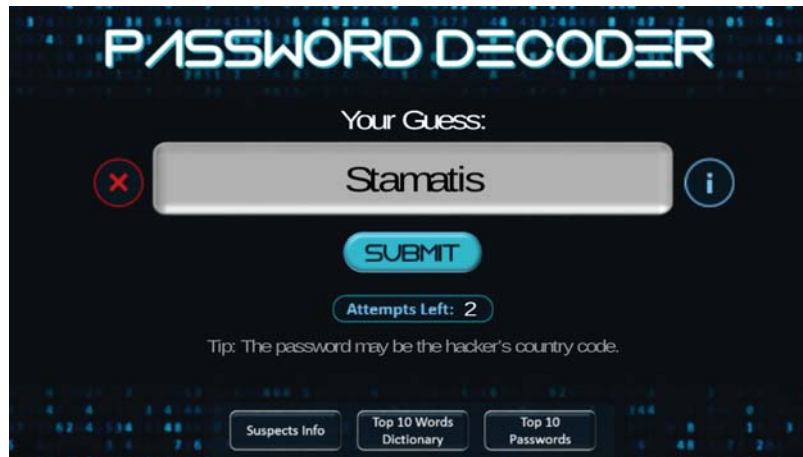 PASSWORD DECODER
Your Guess:
Stamatis
SUBMIT
Attempts Left: 2
Tip: The password may be the hacker's country code.
Suspects Info
Top 10 Words
Dictionary
Top 10
Passwords